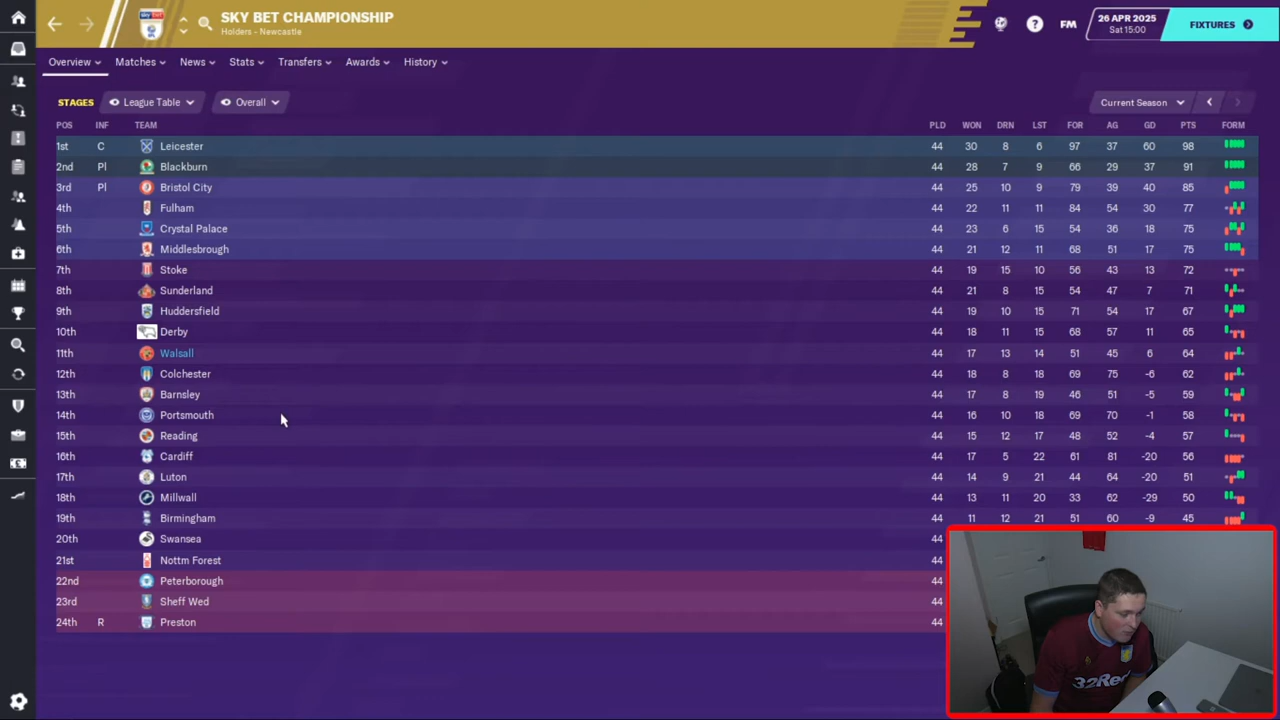 SKY BET CHAMPIONSHIP
Holders - Newcastle
FM
26 APR 2025
Sat 15:00
FIXTURES
Overview Matches News Stats Transfers Awards History
STAGES League Table Overall Current Season
POS INF TEAM PLD WON DRN LST FOR AG GD PTS FORM
1st C Leicester 44 30 8 6 97 37 60 98
2nd Pl Blackburn 44 28 7 9 66 29 37 91
3rd Pl Bristol City 44 25 10 9 79 39 40 85
4th Fulham 44 22 11 11 84 54 30 77
5th Crystal Palace 44 23 6 15 54 36 18 75
6th Middlesbrough 44 21 12 11 68 51 17 75
7th Stoke 44 19 15 10 56 43 13 72
8th Sunderland 44 21 8 15 54 47 7 71
9th Huddersfield 44 19 10 15 71 54 17 67
10th Derby 44 18 11 15 68 57 11 65
11th Walsall 44 17 13 14 51 45 6 64
12th Colchester 44 18 8 18 69 75 -6 62
13th Barnsley 44 17 8 19 46 51 -5 59
14th Portsmouth 44 16 10 18 69 70 -1 58
15th Reading 44 15 12 17 48 52 -4 57
16th Cardiff 44 17 5 22 61 81 -20 56
17th Luton 44 14 9 21 44 64 -20 51
18th Millwall 44 13 11 20 33 62 -29 50
19th Birmingham 44 11 12 21 51 60 -9 45
20th Swansea 44
21st Nottm Forest 44
22nd Peterborough 44
23rd Sheff Wed 44
24th R Preston 44
32Red